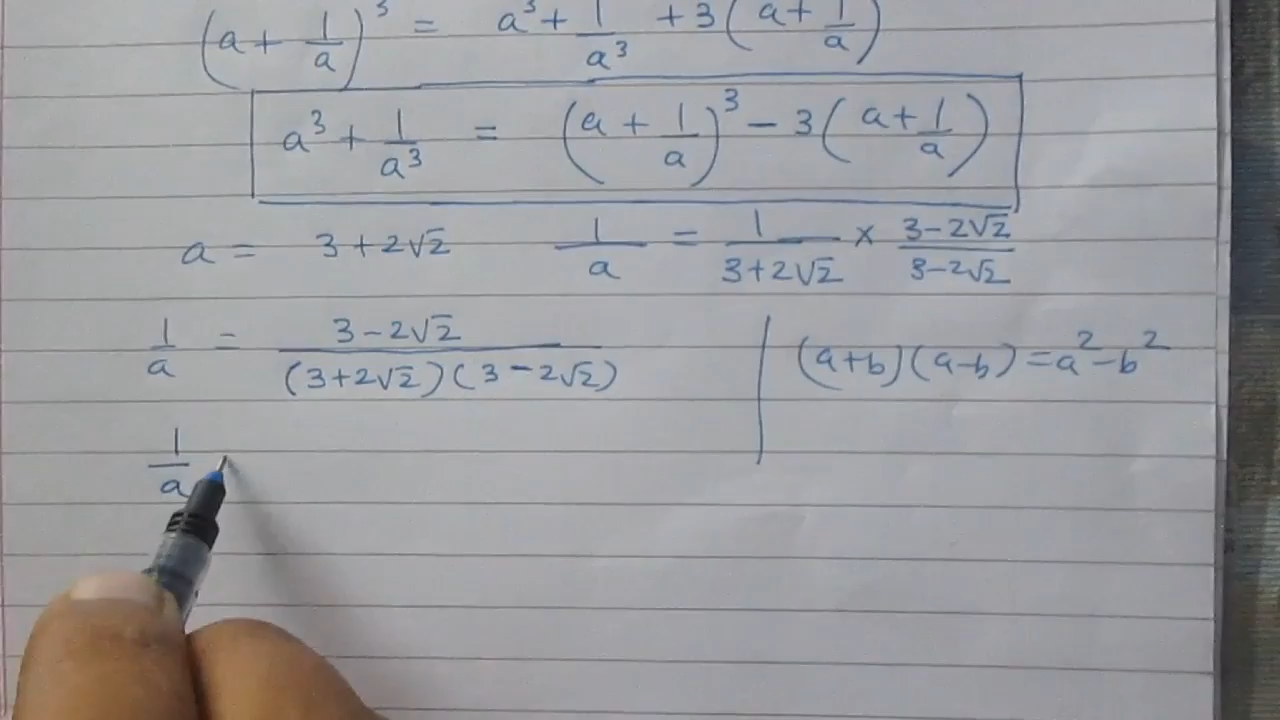 (a + 1/a)³ = a³ + 1/a³ + 3(a + 1/a)
a³ + 1/a³ = (a + 1/a)³ - 3(a + 1/a)
a = 3 + 2√2 1/a = 1/(3 + 2√2) × (3 - 2√2)/(3 - 2√2)
1/a = (3 - 2√2)/((3 + 2√2)(3 - 2√2)) (a+b)(a-b) = a² - b²
1/a